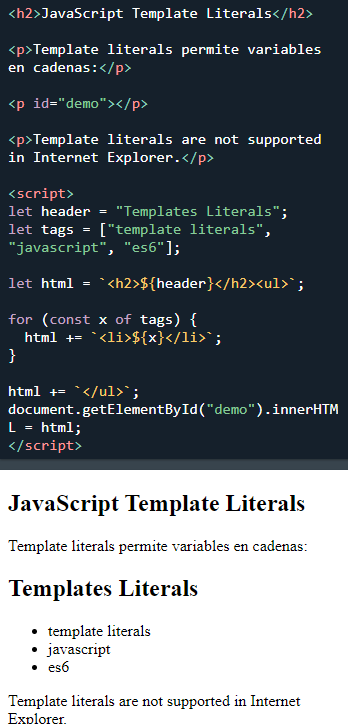 <h2>JavaScript Template Literals</h2>
<p>Template literals permite variables
en cadenas:</p>
<p id="demo"></p>
<p>Template literals are not supported
in Internet Explorer.</p>
<script>
let header = "Templates Literals";
let tags = ["template literals",
"javascript", "es6"];
let html = `<h2>${header}</h2><ul>`;
for (const x of tags) {
  html += `<li>${x}</li>`;
}
html += `</ul>`;
document.getElementById("demo").innerHTM
L = html;
</script>
JavaScript Template Literals
Template literals permite variables en cadenas:
Templates Literals
• template literals
• javascript
• es6
Template literals are not supported in Internet
Explorer.